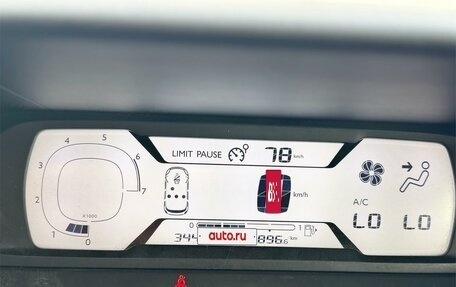 LIMIT PAUSE 78 km/h
7 6 5 4 3 2 1 0
X1000
km/h
A/C
LO LO
0 1
344 896.6 km
auto.ru